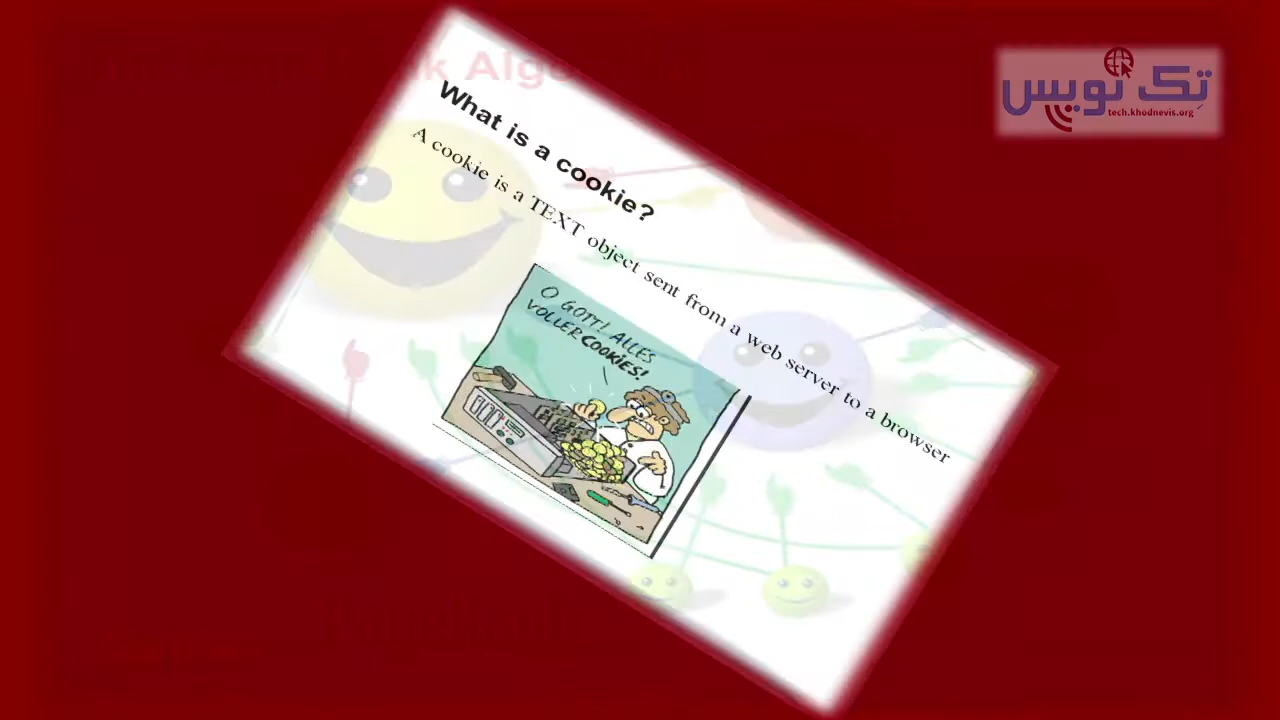 What is a cookie?
A cookie is a TEXT object sent from a web server to a browser
O GOTT! ALLES
VOLLER COOKIES!
تک نویس
tech.khodnevis.org